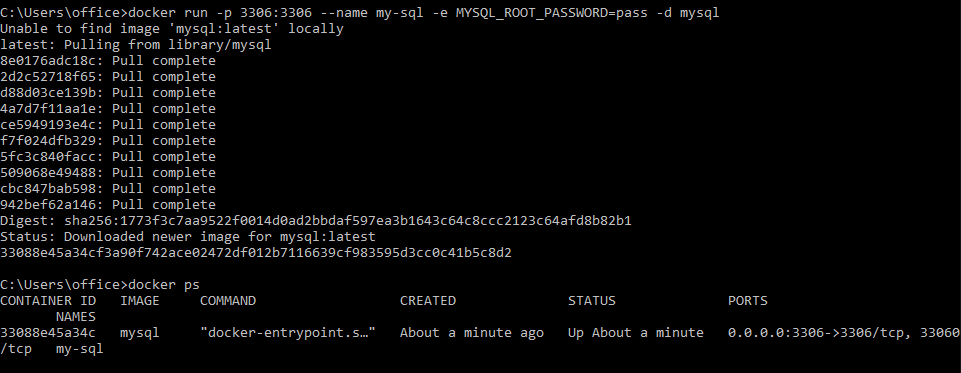 C:\Users\office>docker run -p 3306:3306 --name my-sql -e MYSQL_ROOT_PASSWORD=pass -d mysql
Unable to find image 'mysql:latest' locally
latest: Pulling from library/mysql
8e0176adc18c: Pull complete
2d2c52718f65: Pull complete
d88d03ce139b: Pull complete
4a7d7f11aa1e: Pull complete
ce5949193e4c: Pull complete
f7f024dfb329: Pull complete
5fc3c840facc: Pull complete
509068e49488: Pull complete
cbc847bab598: Pull complete
942bef62a146: Pull complete
Digest: sha256:1773f3c7aa9522f0014d0ad2bbdaf597ea3b1643c64c8ccc2123c64afd8b82b1
Status: Downloaded newer image for mysql:latest
33088e45a34cf3a90f742ace02472df012b7116639cf983595d3cc0c41b5c8d2
C:\Users\office>docker ps
CONTAINER ID   IMAGE     COMMAND                  CREATED              STATUS              PORTS
       NAMES
33088e45a34c   mysql     "docker-entrypoint.s…"   About a minute ago   Up About a minute   0.0.0.0:3306->3306/tcp, 33060
/tcp   my-sql